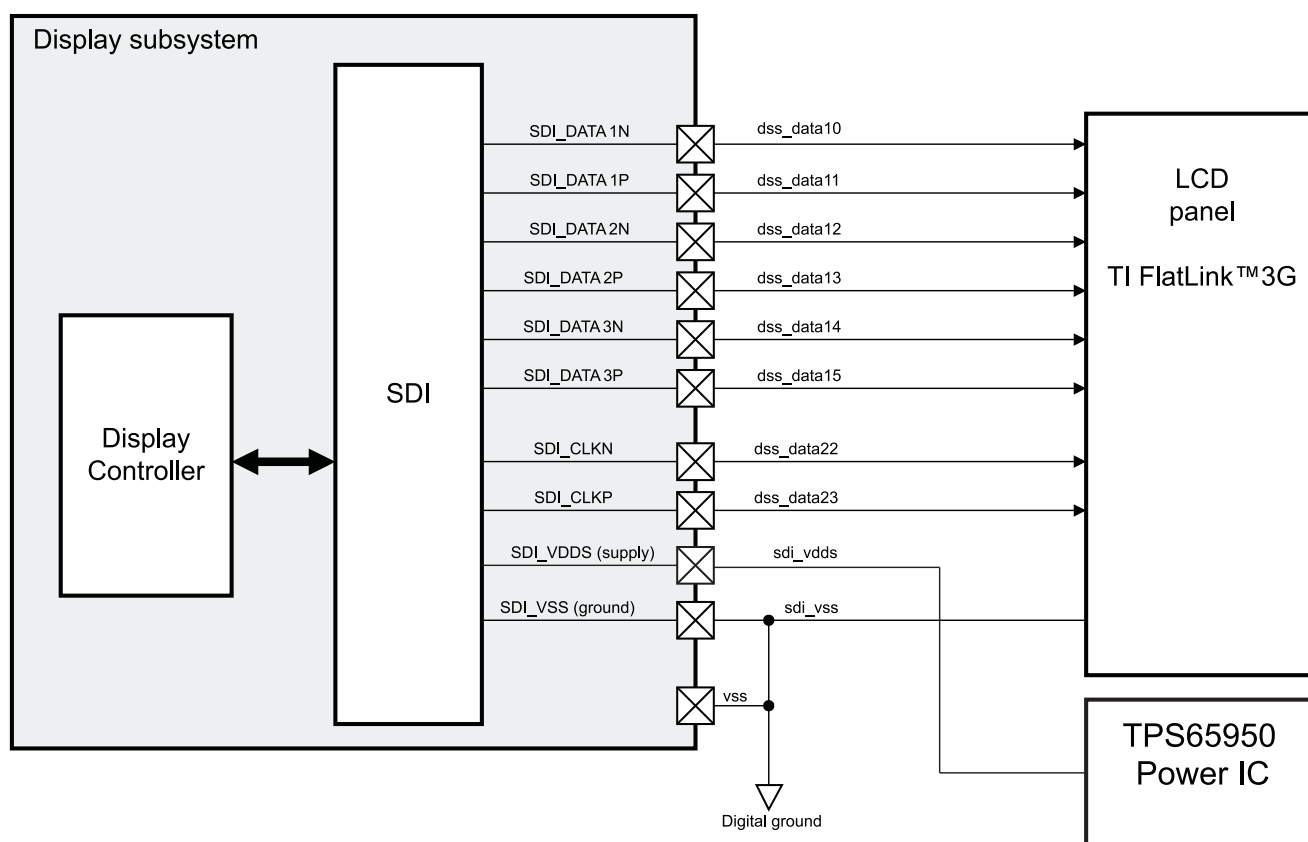 Display subsystem
SDI_DATA 1N
dss_data10
SDI_DATA 1P
dss_data11
SDI_DATA 2N
dss_data12
SDI_DATA 2P
dss_data13
SDI_DATA 3N
dss_data14
SDI_DATA 3P
dss_data15
SDI_CLKN
dss_data22
SDI_CLKP
dss_data23
SDI_VDDS (supply)
sdi_vdds
SDI_VSS (ground)
sdi_vss
vss
Digital ground
Display
Controller
SDI
LCD
panel
TI FlatLink™3G
TPS65950
Power IC